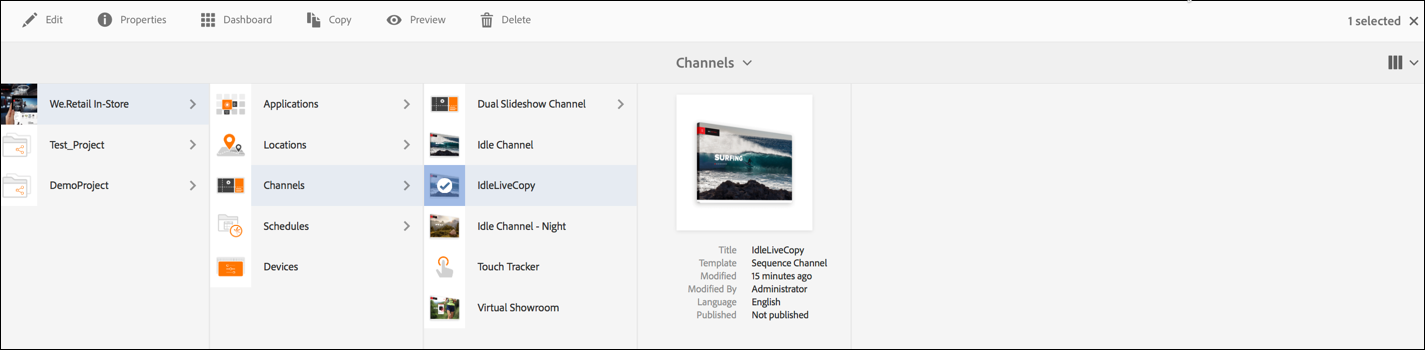 Edit Properties Dashboard Copy Preview Delete 1 selected
Channels
We.Retail In-Store
Test_Project
DemoProject
Applications
Locations
Channels
Schedules
Devices
Dual Slideshow Channel
Idle Channel
IdleLiveCopy
Idle Channel - Night
Touch Tracker
Virtual Showroom
SURFING
Title IdleLiveCopy
Template Sequence Channel
Modified 15 minutes ago
Modified By Administrator
Language English
Published Not published